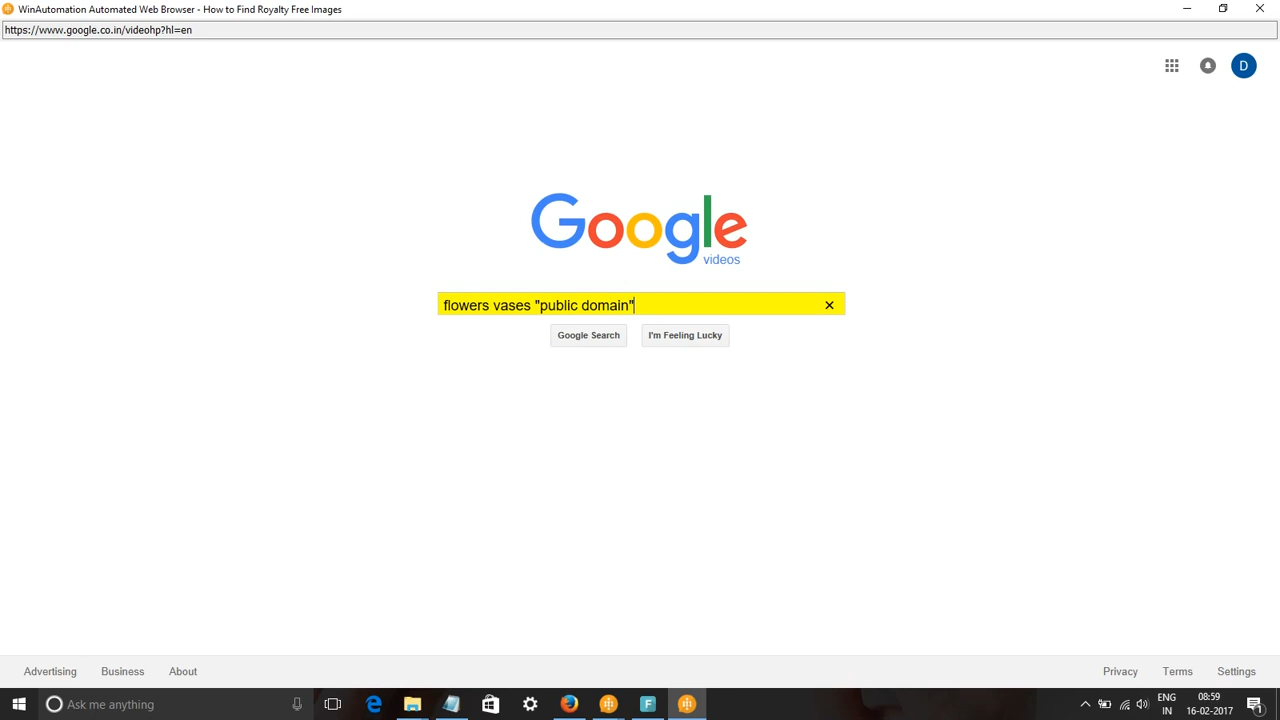 WinAutomation Automated Web Browser - How to Find Royalty Free Images
https://www.google.co.in/videohp?hl=en
D
Google
videos
flowers vases "public domain"
Google Search
I'm Feeling Lucky
Advertising
Business
About
Privacy
Terms
Settings
Ask me anything
F
ENG
IN
08:59
16-02-2017
1